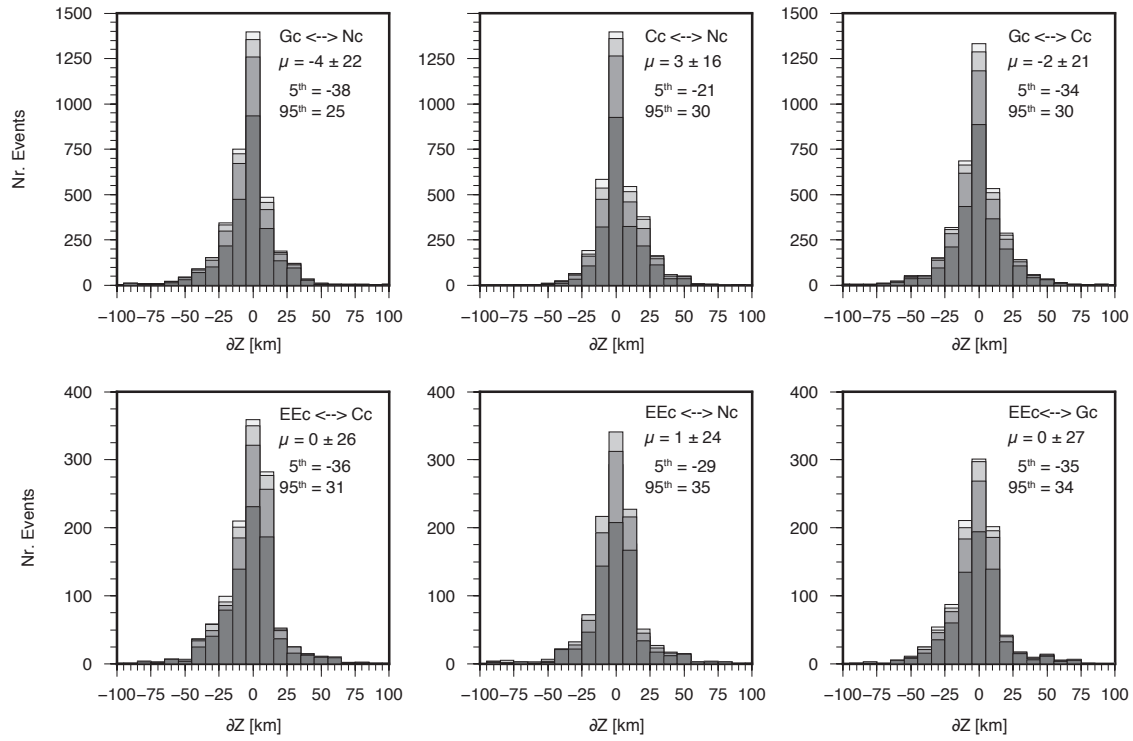 Nr. Events
1500
1250
1000
750
500
250
0
Gc <--> Nc
µ = -4 ± 22
5th = -38
95th = 25
−100 −75 −50 −25 0 25 50 75 100
∂Z [km]
1500
1250
1000
750
500
250
0
Cc <--> Nc
µ = 3 ± 16
5th = -21
95th = 30
−100 −75 −50 −25 0 25 50 75 100
∂Z [km]
1500
1250
1000
750
500
250
0
Gc <--> Cc
µ = -2 ± 21
5th = -34
95th = 30
−100 −75 −50 −25 0 25 50 75 100
∂Z [km]
Nr. Events
400
300
200
100
0
EEc <--> Cc
µ = 0 ± 26
5th = -36
95th = 31
−100 −75 −50 −25 0 25 50 75 100
∂Z [km]
400
300
200
100
0
EEc <--> Nc
µ = 1 ± 24
5th = -29
95th = 35
−100 −75 −50 −25 0 25 50 75 100
∂Z [km]
400
300
200
100
0
EEc<--> Gc
µ = 0 ± 27
5th = -35
95th = 34
−100 −75 −50 −25 0 25 50 75 100
∂Z [km]